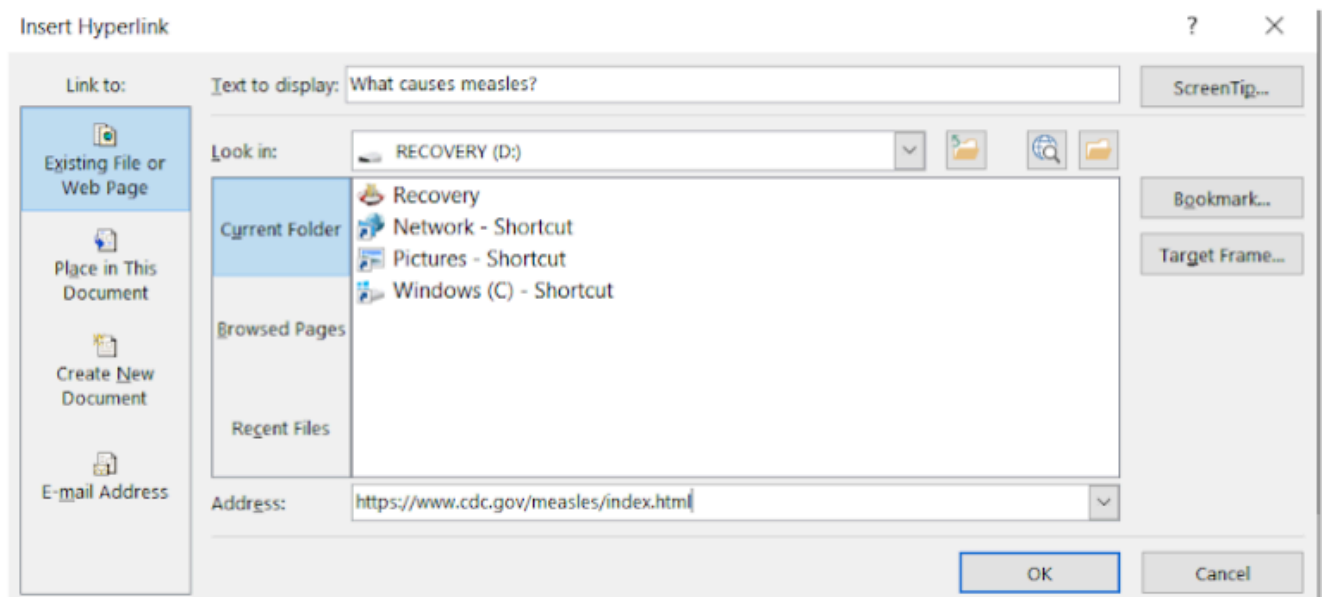 Insert Hyperlink
? 
Link to:
Text to display: What causes measles?
ScreenTip...
Existing File or
Web Page
Look in: RECOVERY (D:)
Current Folder
Recovery
Network - Shortcut
Pictures - Shortcut
Windows (C) - Shortcut
Bookmark...
Target Frame...
Place in This
Document
Browsed Pages
Create New
Document
Recent Files
E-mail Address
Address: https://www.cdc.gov/measles/index.html
OK
Cancel